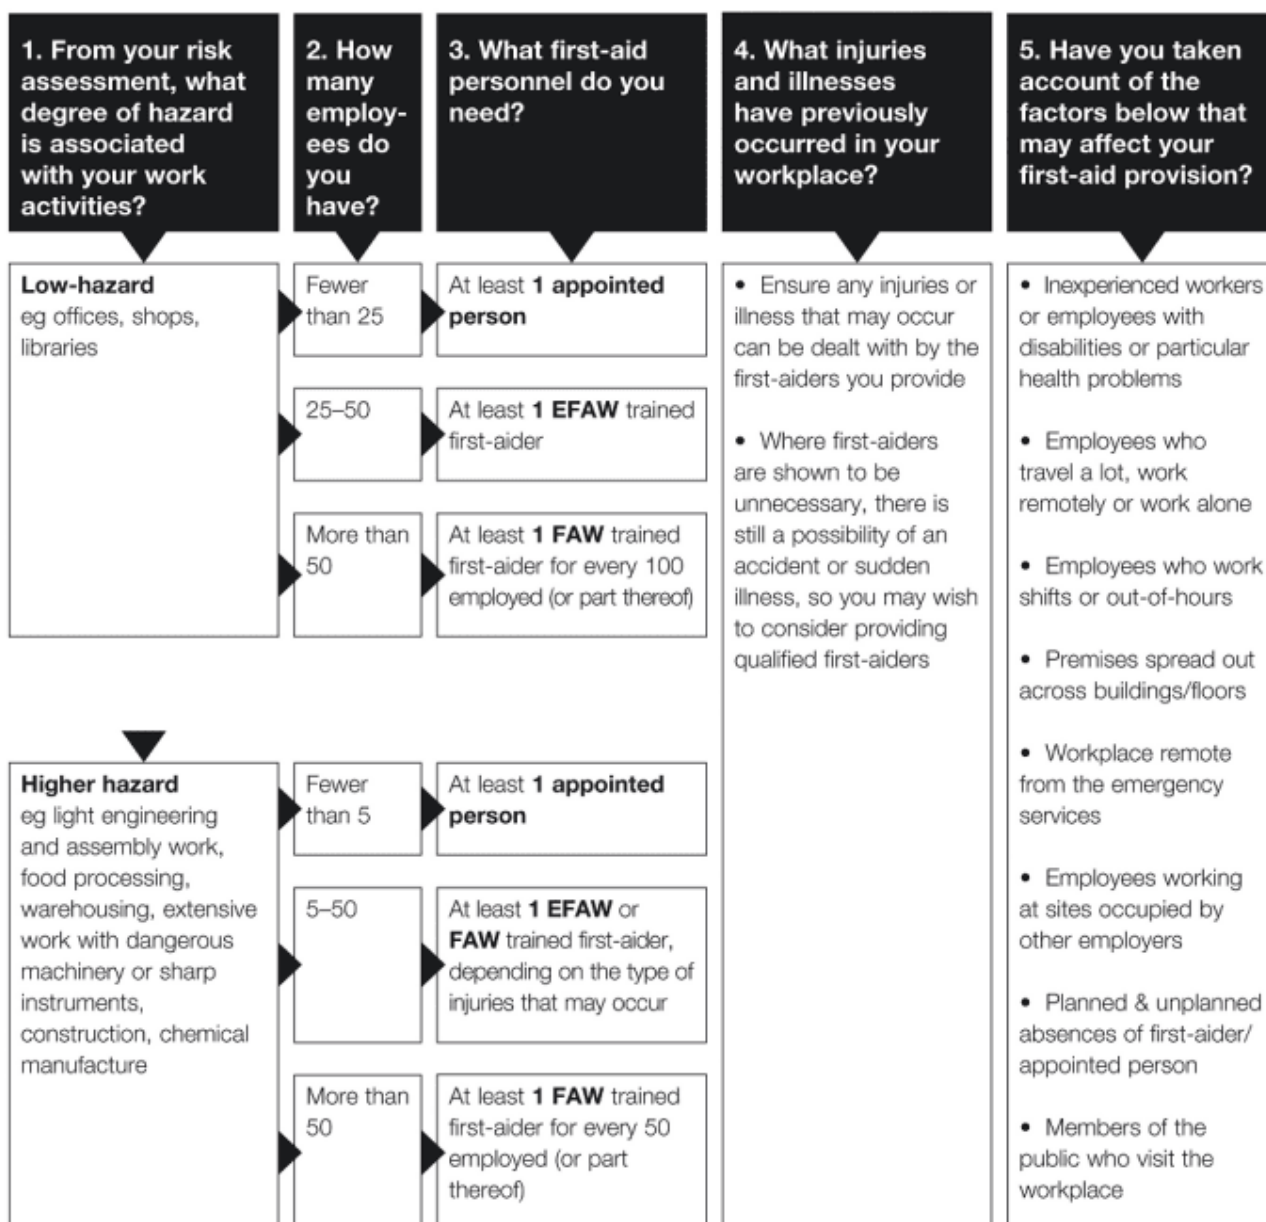 1. From your risk
assessment, what
degree of hazard
is associated
with your work
activities?
2. How
many
employ-
ees do
you
have?
3. What first-aid
personnel do you
need?
4. What injuries
and illnesses
have previously
occurred in your
workplace?
5. Have you taken
account of the
factors below that
may affect your
first-aid provision?
Low-hazard
eg offices, shops,
libraries
Fewer
than 25
At least 1 appointed
person
25–50
At least 1 EFAW trained
first-aider
More than
50
At least 1 FAW trained
first-aider for every 100
employed (or part thereof)
Higher hazard
eg light engineering
and assembly work,
food processing,
warehousing, extensive
work with dangerous
machinery or sharp
instruments,
construction, chemical
manufacture
Fewer
than 5
At least 1 appointed
person
5–50
At least 1 EFAW or
FAW trained first-aider,
depending on the type of
injuries that may occur
More than
50
At least 1 FAW trained
first-aider for every 50
employed (or part
thereof)
• Ensure any injuries or
illness that may occur
can be dealt with by the
first-aiders you provide
• Where first-aiders
are shown to be
unnecessary, there is
still a possibility of an
accident or sudden
illness, so you may wish
to consider providing
qualified first-aiders
• Inexperienced workers
or employees with
disabilities or particular
health problems
• Employees who
travel a lot, work
remotely or work alone
• Employees who work
shifts or out-of-hours
• Premises spread out
across buildings/floors
• Workplace remote
from the emergency
services
• Employees working
at sites occupied by
other employers
• Planned & unplanned
absences of first-aider/
appointed person
• Members of the
public who visit the
workplace